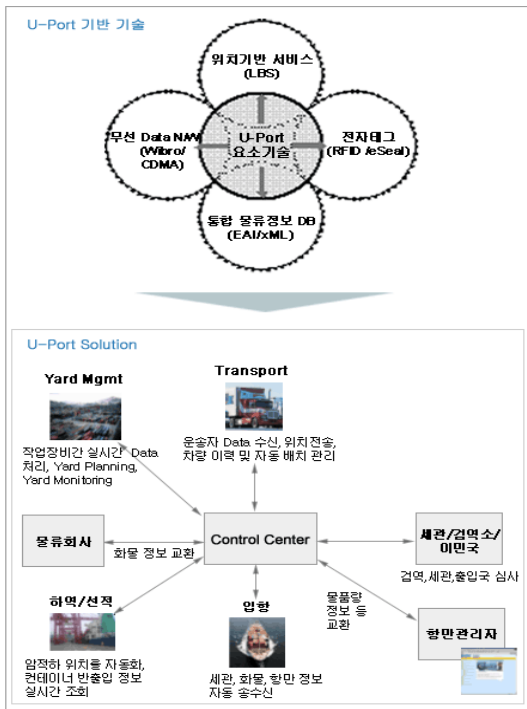 U-Port 기반 기술
위치기반 서비스
(LBS)
무선 Data N/W
(Wibro/
CDMA)
U-Port
요소기술
전자태그
(RFID /eSeal)
통합 물류정보 DB
(EAI/xML)
U-Port Solution
Yard Mgmt
작업장비간 실시간 Data
처리, Yard Planning,
Yard Monitoring
Transport
운송자 Data 수신, 위치전송,
차량 이력 및 자동 배치 관리
물류회사
화물 정보 교환
Control Center
세관/검역소/
이민국
검역,세관,출입국 심사
하역/선적
양적하 위치를 자동화,
컨테이너 반출입 정보
실시간 조회
입항
세관, 화물, 항만 정보
자동 송수신
물품량
정보 등
교환
항만관리자